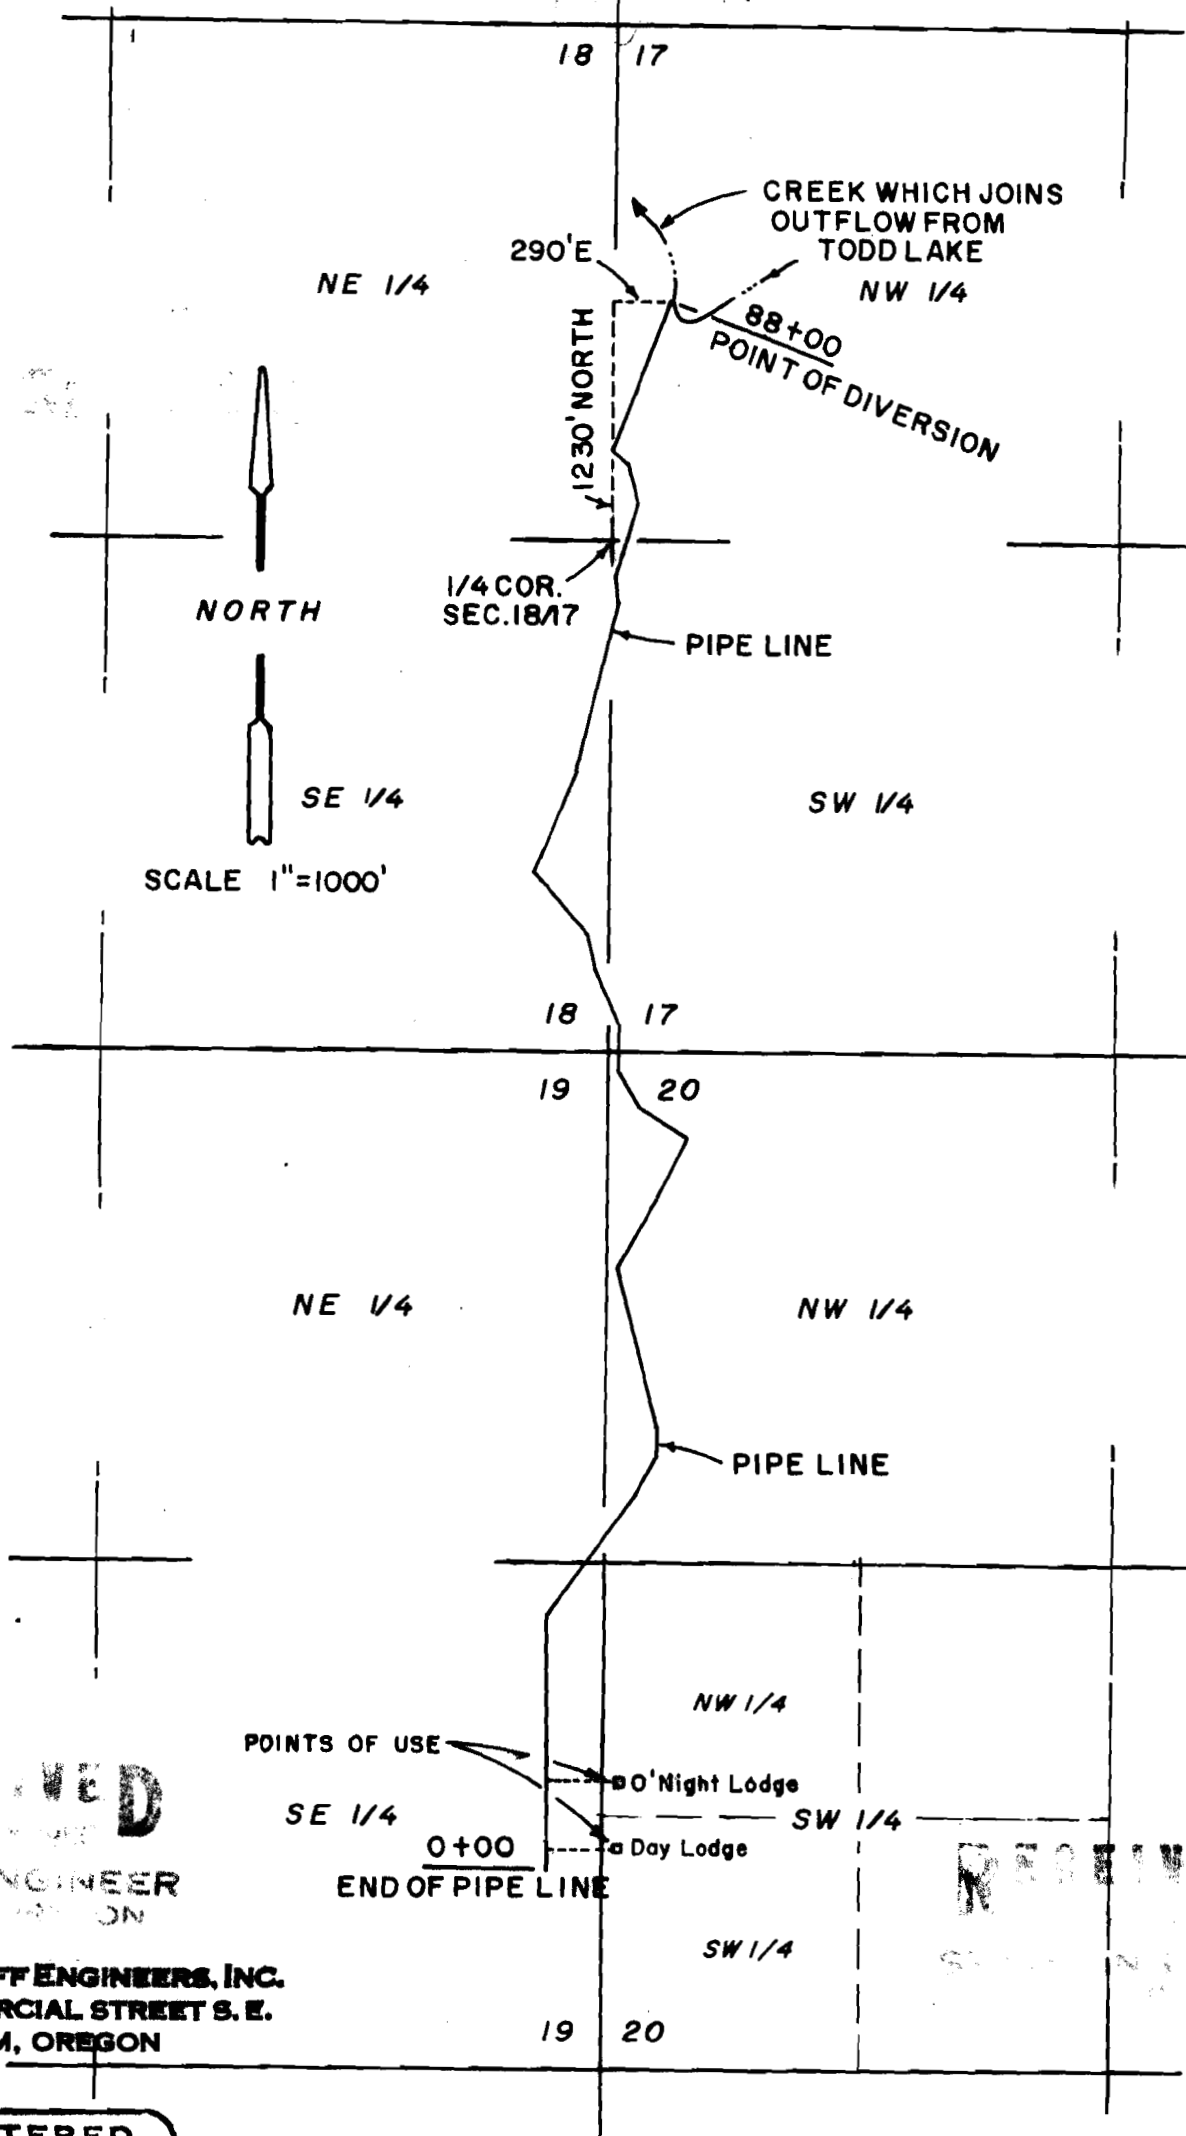 18 17
CREEK WHICH JOINS
OUTFLOW FROM
TODD LAKE
290'E
NE 1/4
NW 1/4
88+00
POINT OF DIVERSION
1230' NORTH
1/4 COR.
SEC. 18/17
NORTH
PIPE LINE
SE 1/4
SW 1/4
SCALE 1"=1000'
18 17
19 20
NE 1/4
NW 1/4
PIPE LINE
NW 1/4
POINTS OF USE
O'Night Lodge
SE 1/4
SW 1/4
0+00
Day Lodge
END OF PIPE LINE
SW 1/4
NGINEER
FF ENGINEERS, INC.
RCIAL STREET S. E.
M, OREGON
19 20
TERED